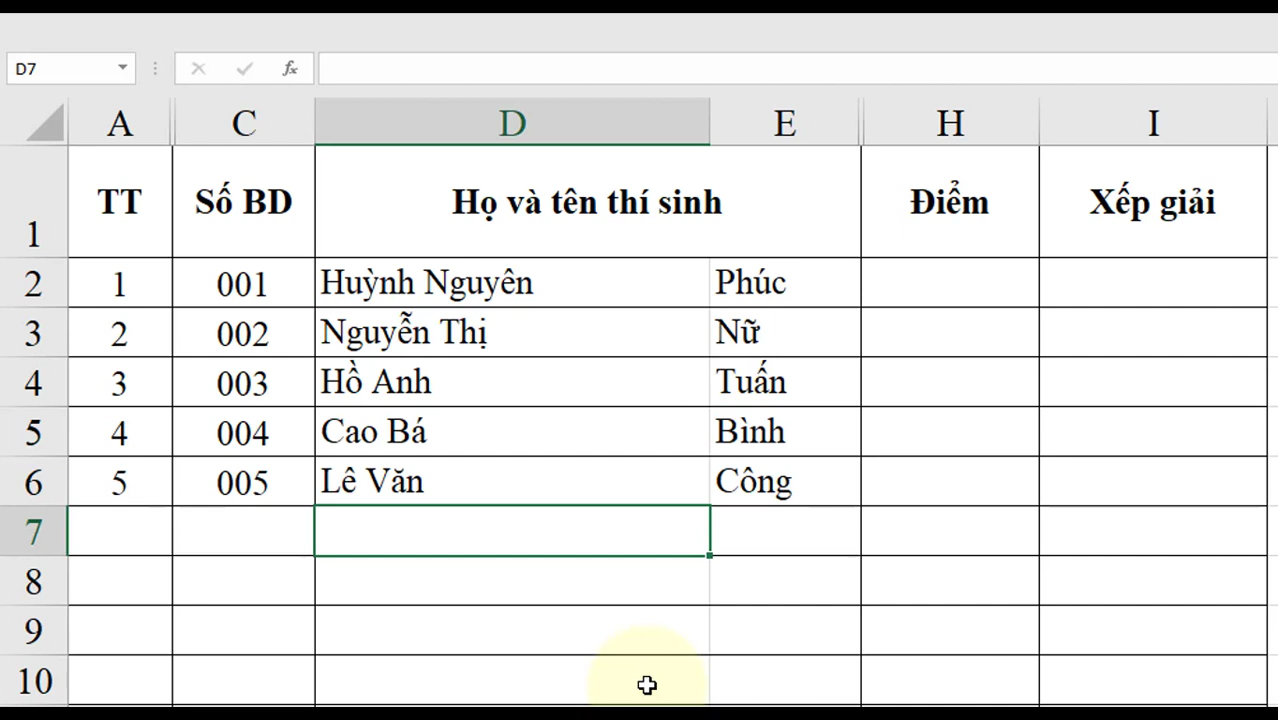 D7 fx
A C D E H I
1 TT Số BD Họ và tên thí sinh Điểm Xếp giải
2 1 001 Huỳnh Nguyên Phúc
3 2 002 Nguyễn Thị Nữ
4 3 003 Hồ Anh Tuấn
5 4 004 Cao Bá Bình
6 5 005 Lê Văn Công
7
8
9
10